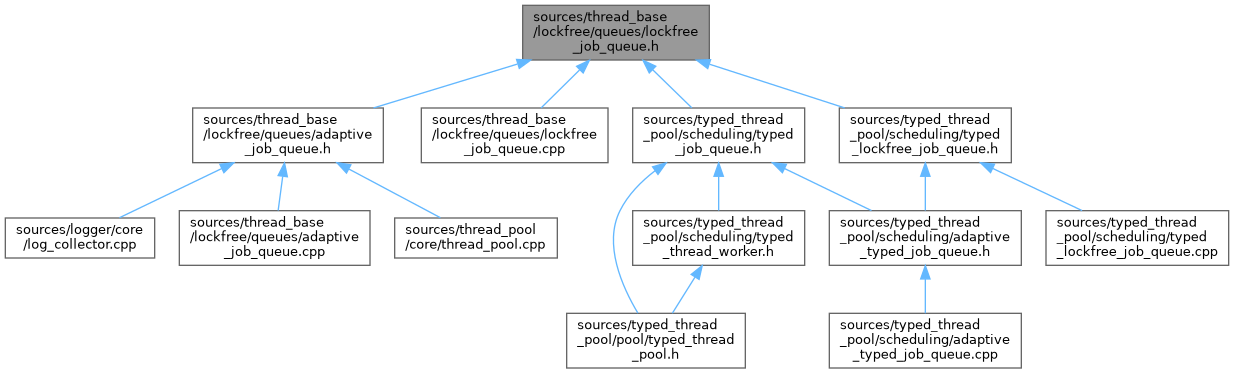 sources/thread_base
/lockfree/queues/lockfree
_job_queue.h
sources/thread_base
/lockfree/queues/adaptive
_job_queue.h
sources/thread_base
/lockfree/queues/lockfree
_job_queue.cpp
sources/typed_thread
_pool/scheduling/typed
_job_queue.h
sources/typed_thread
_pool/scheduling/typed
_lockfree_job_queue.h
sources/logger/core
/log_collector.cpp
sources/thread_base
/lockfree/queues/adaptive
_job_queue.cpp
sources/thread_pool
/core/thread_pool.cpp
sources/typed_thread
_pool/scheduling/typed
_thread_worker.h
sources/typed_thread
_pool/scheduling/adaptive
_typed_job_queue.h
sources/typed_thread
_pool/scheduling/typed
_lockfree_job_queue.cpp
sources/typed_thread
_pool/pool/typed_thread
_pool.h
sources/typed_thread
_pool/scheduling/adaptive
_typed_job_queue.cpp